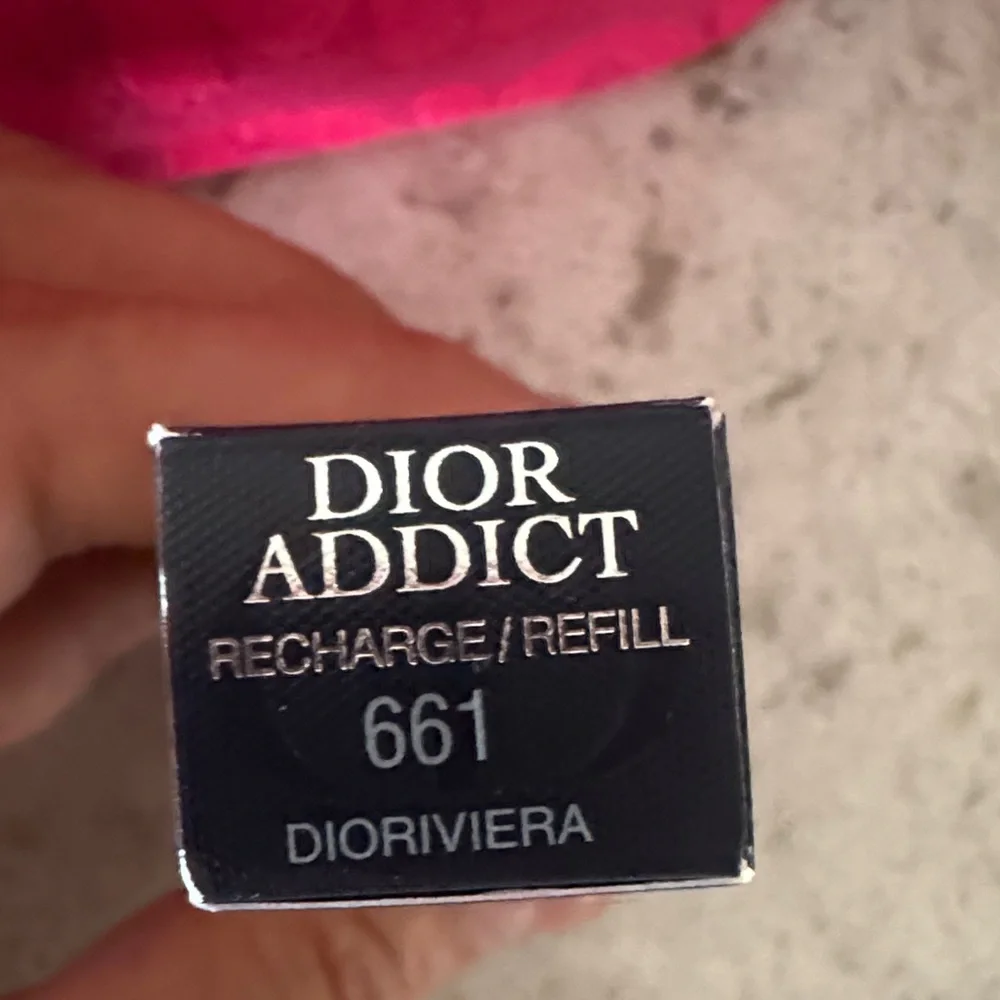 DIOR
ADDICT
RECHARGE/REFILL
661
DIORIVIERA